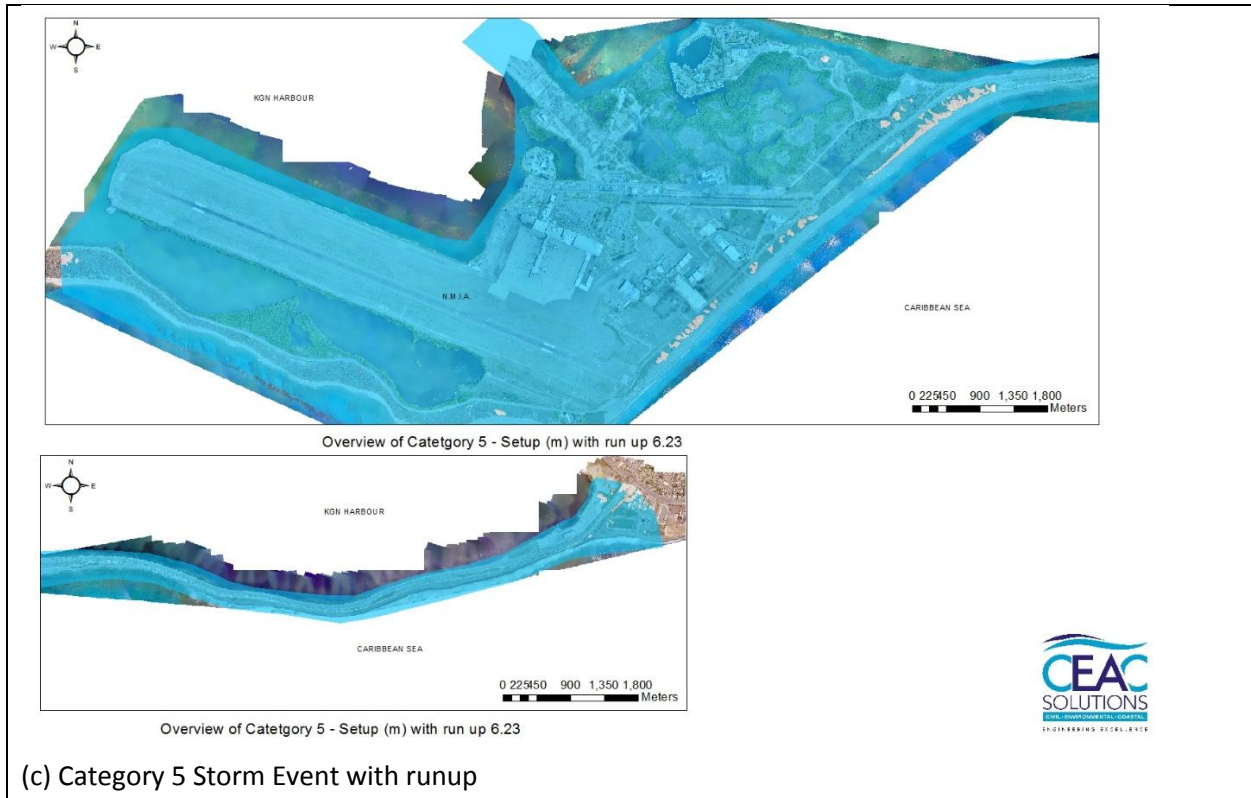 N
W E
S
KGN HARBOUR
N.M.I.A.
CARIBBEAN SEA
0 225450 900 1,350 1,800
Meters
Overview of Catetgory 5 - Setup (m) with run up 6.23
N
W E
S
KGN HARBOUR
CARIBBEAN SEA
0 225450 900 1,350 1,800
Meters
Overview of Catetgory 5 - Setup (m) with run up 6.23
CEAC
SOLUTIONS
CIVIL • ENVIRONMENTAL • COASTAL
ENGINEERING EXCELLENCE
(c) Category 5 Storm Event with runup